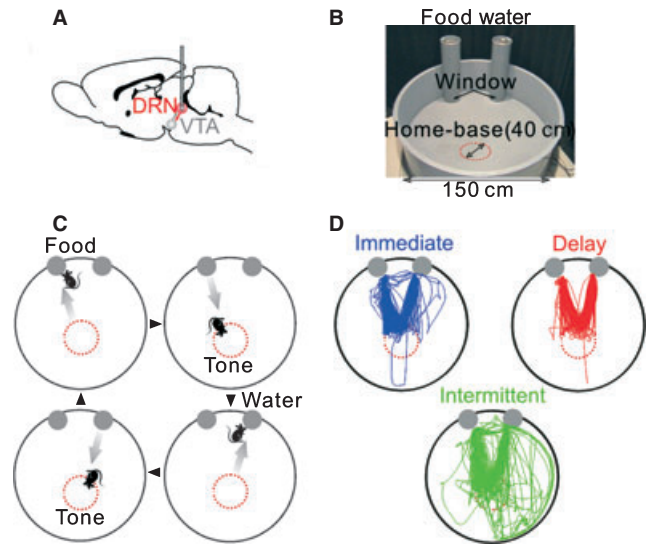 A
DRN
VTA
B
Food water
Window
Home-base(40 cm)
150 cm
C
Food
Tone
Water
Tone
D
Immediate
Delay
Intermittent